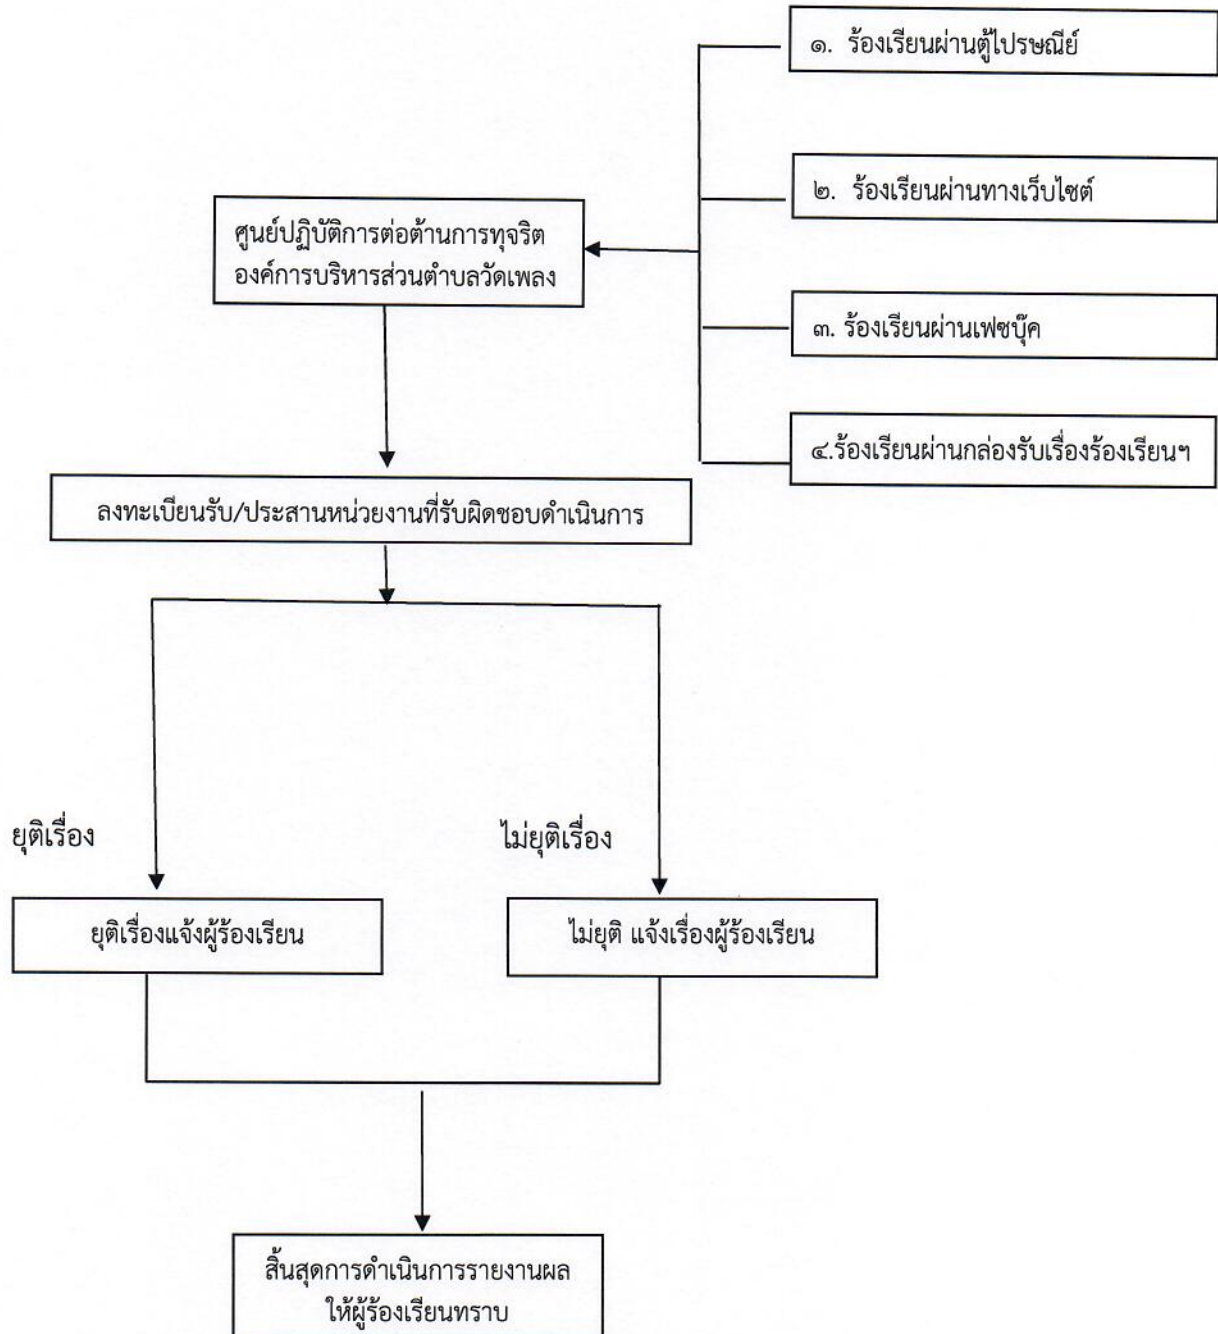 ๑. ร้องเรียนผ่านตู้ไปรษณีย์
๒. ร้องเรียนผ่านทางเว็บไซต์
ศูนย์ปฏิบัติการต่อต้านการทุจริต
องค์การบริหารส่วนตำบลวัดเพลง
๓. ร้องเรียนผ่านเฟซบุ๊ค
๔.ร้องเรียนผ่านกล่องรับเรื่องร้องเรียนฯ
ลงทะเบียนรับ/ประสานหน่วยงานที่รับผิดชอบดำเนินการ
ยุติเรื่อง
ไม่ยุติเรื่อง
ยุติเรื่องแจ้งผู้ร้องเรียน
ไม่ยุติ แจ้งเรื่องผู้ร้องเรียน
สิ้นสุดการดำเนินการรายงานผล
ให้ผู้ร้องเรียนทราบ